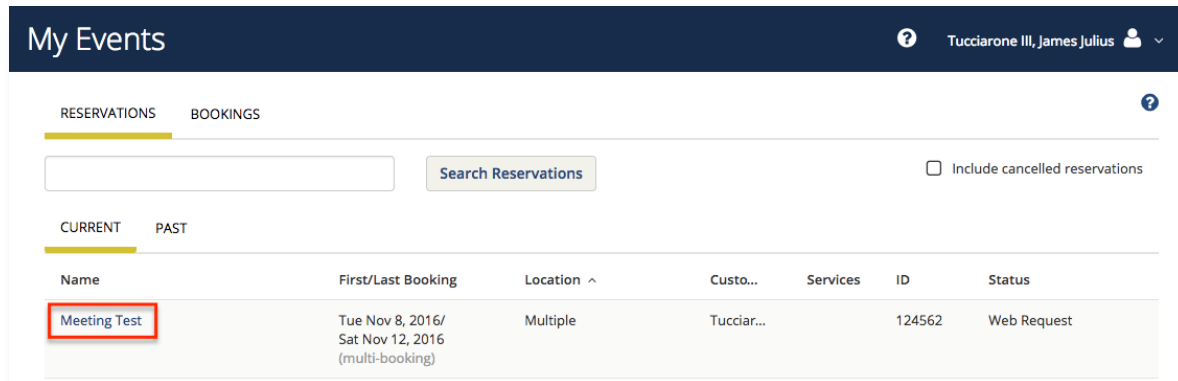 My Events
Tucciarone III, James Julius
RESERVATIONS BOOKINGS
Search Reservations
Include cancelled reservations
CURRENT PAST
Name First/Last Booking Location Custo... Services ID Status
Meeting Test Tue Nov 8, 2016/ Multiple Tucciar... 124562 Web Request
Sat Nov 12, 2016
(multi-booking)